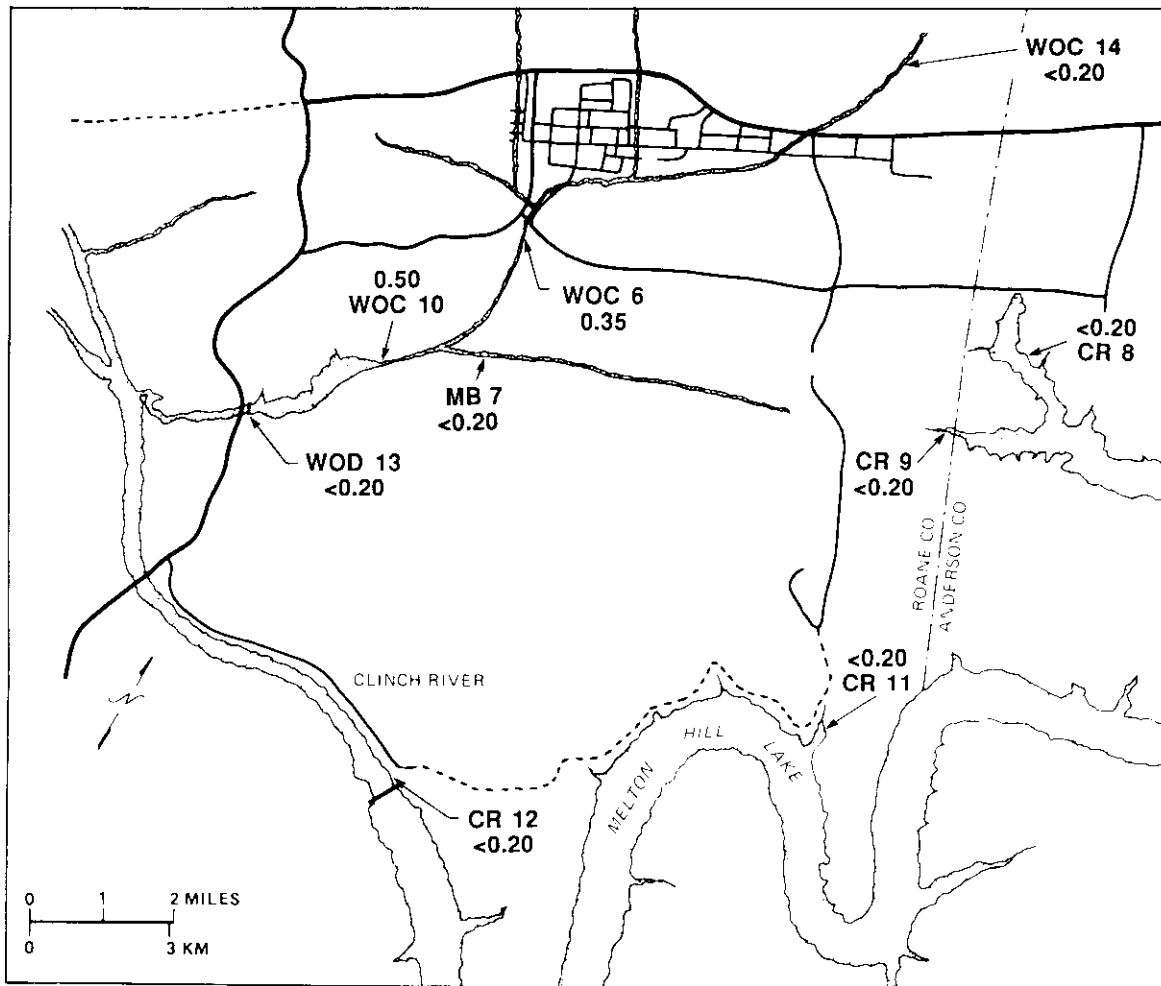 WOC 14
<0.20
0.50
WOC 10
WOC 6
0.35
<0.20
CR 8
MB 7
<0.20
CR 9
<0.20
WOD 13
<0.20
ROANE CO
ANDERSON CO
CLINCH RIVER
<0.20
CR 11
MELTON HILL LAKE
N
CR 12
<0.20
0 1 2 MILES
0 3 KM